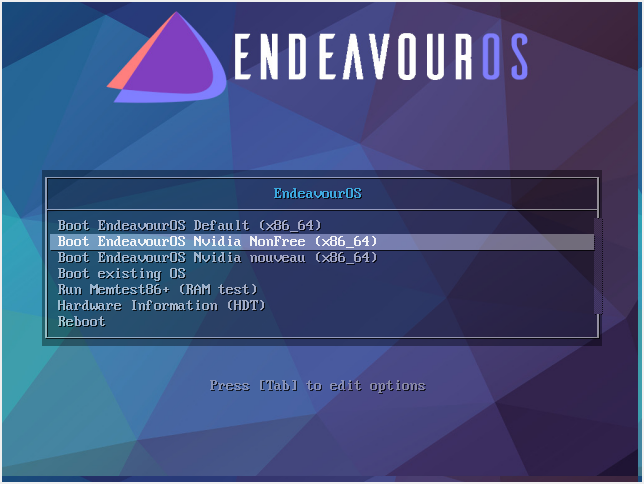 ENDEAVOUROS
EndeavourOS
Boot EndeavourOS Default (x86_64)
Boot EndeavourOS Nvidia NonFree (x86_64)
Boot EndeavourOS Nvidia nouveau (x86_64)
Boot existing OS
Run Memtest86+ (RAM test)
Hardware Information (HDT)
Reboot
Press [Tab] to edit options